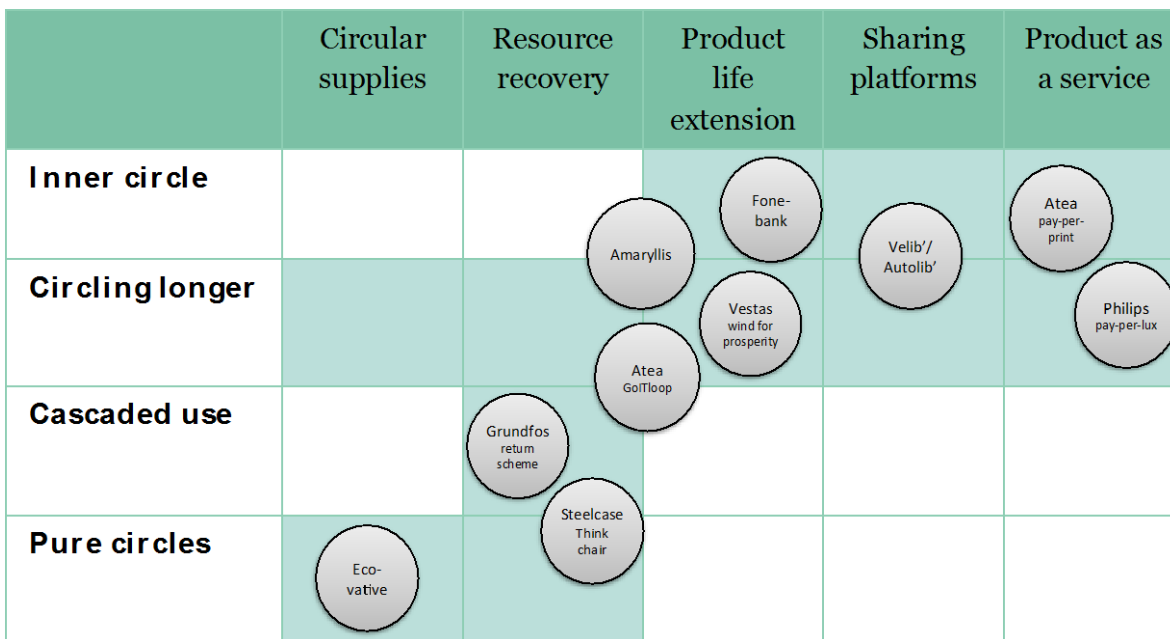 Circular
supplies
Resource
recovery
Product
life
extension
Sharing
platforms
Product as
a service
Inner circle
Fone-
bank
Atea
pay-per-
print
Amaryllis
Velib’/
Autolib’
Circling longer
Vestas
wind for
prosperity
Philips
pay-per-lux
Atea
GoITloop
Cascaded use
Grundfos
return
scheme
Steelcase
Think
chair
Pure circles
Eco-
vative